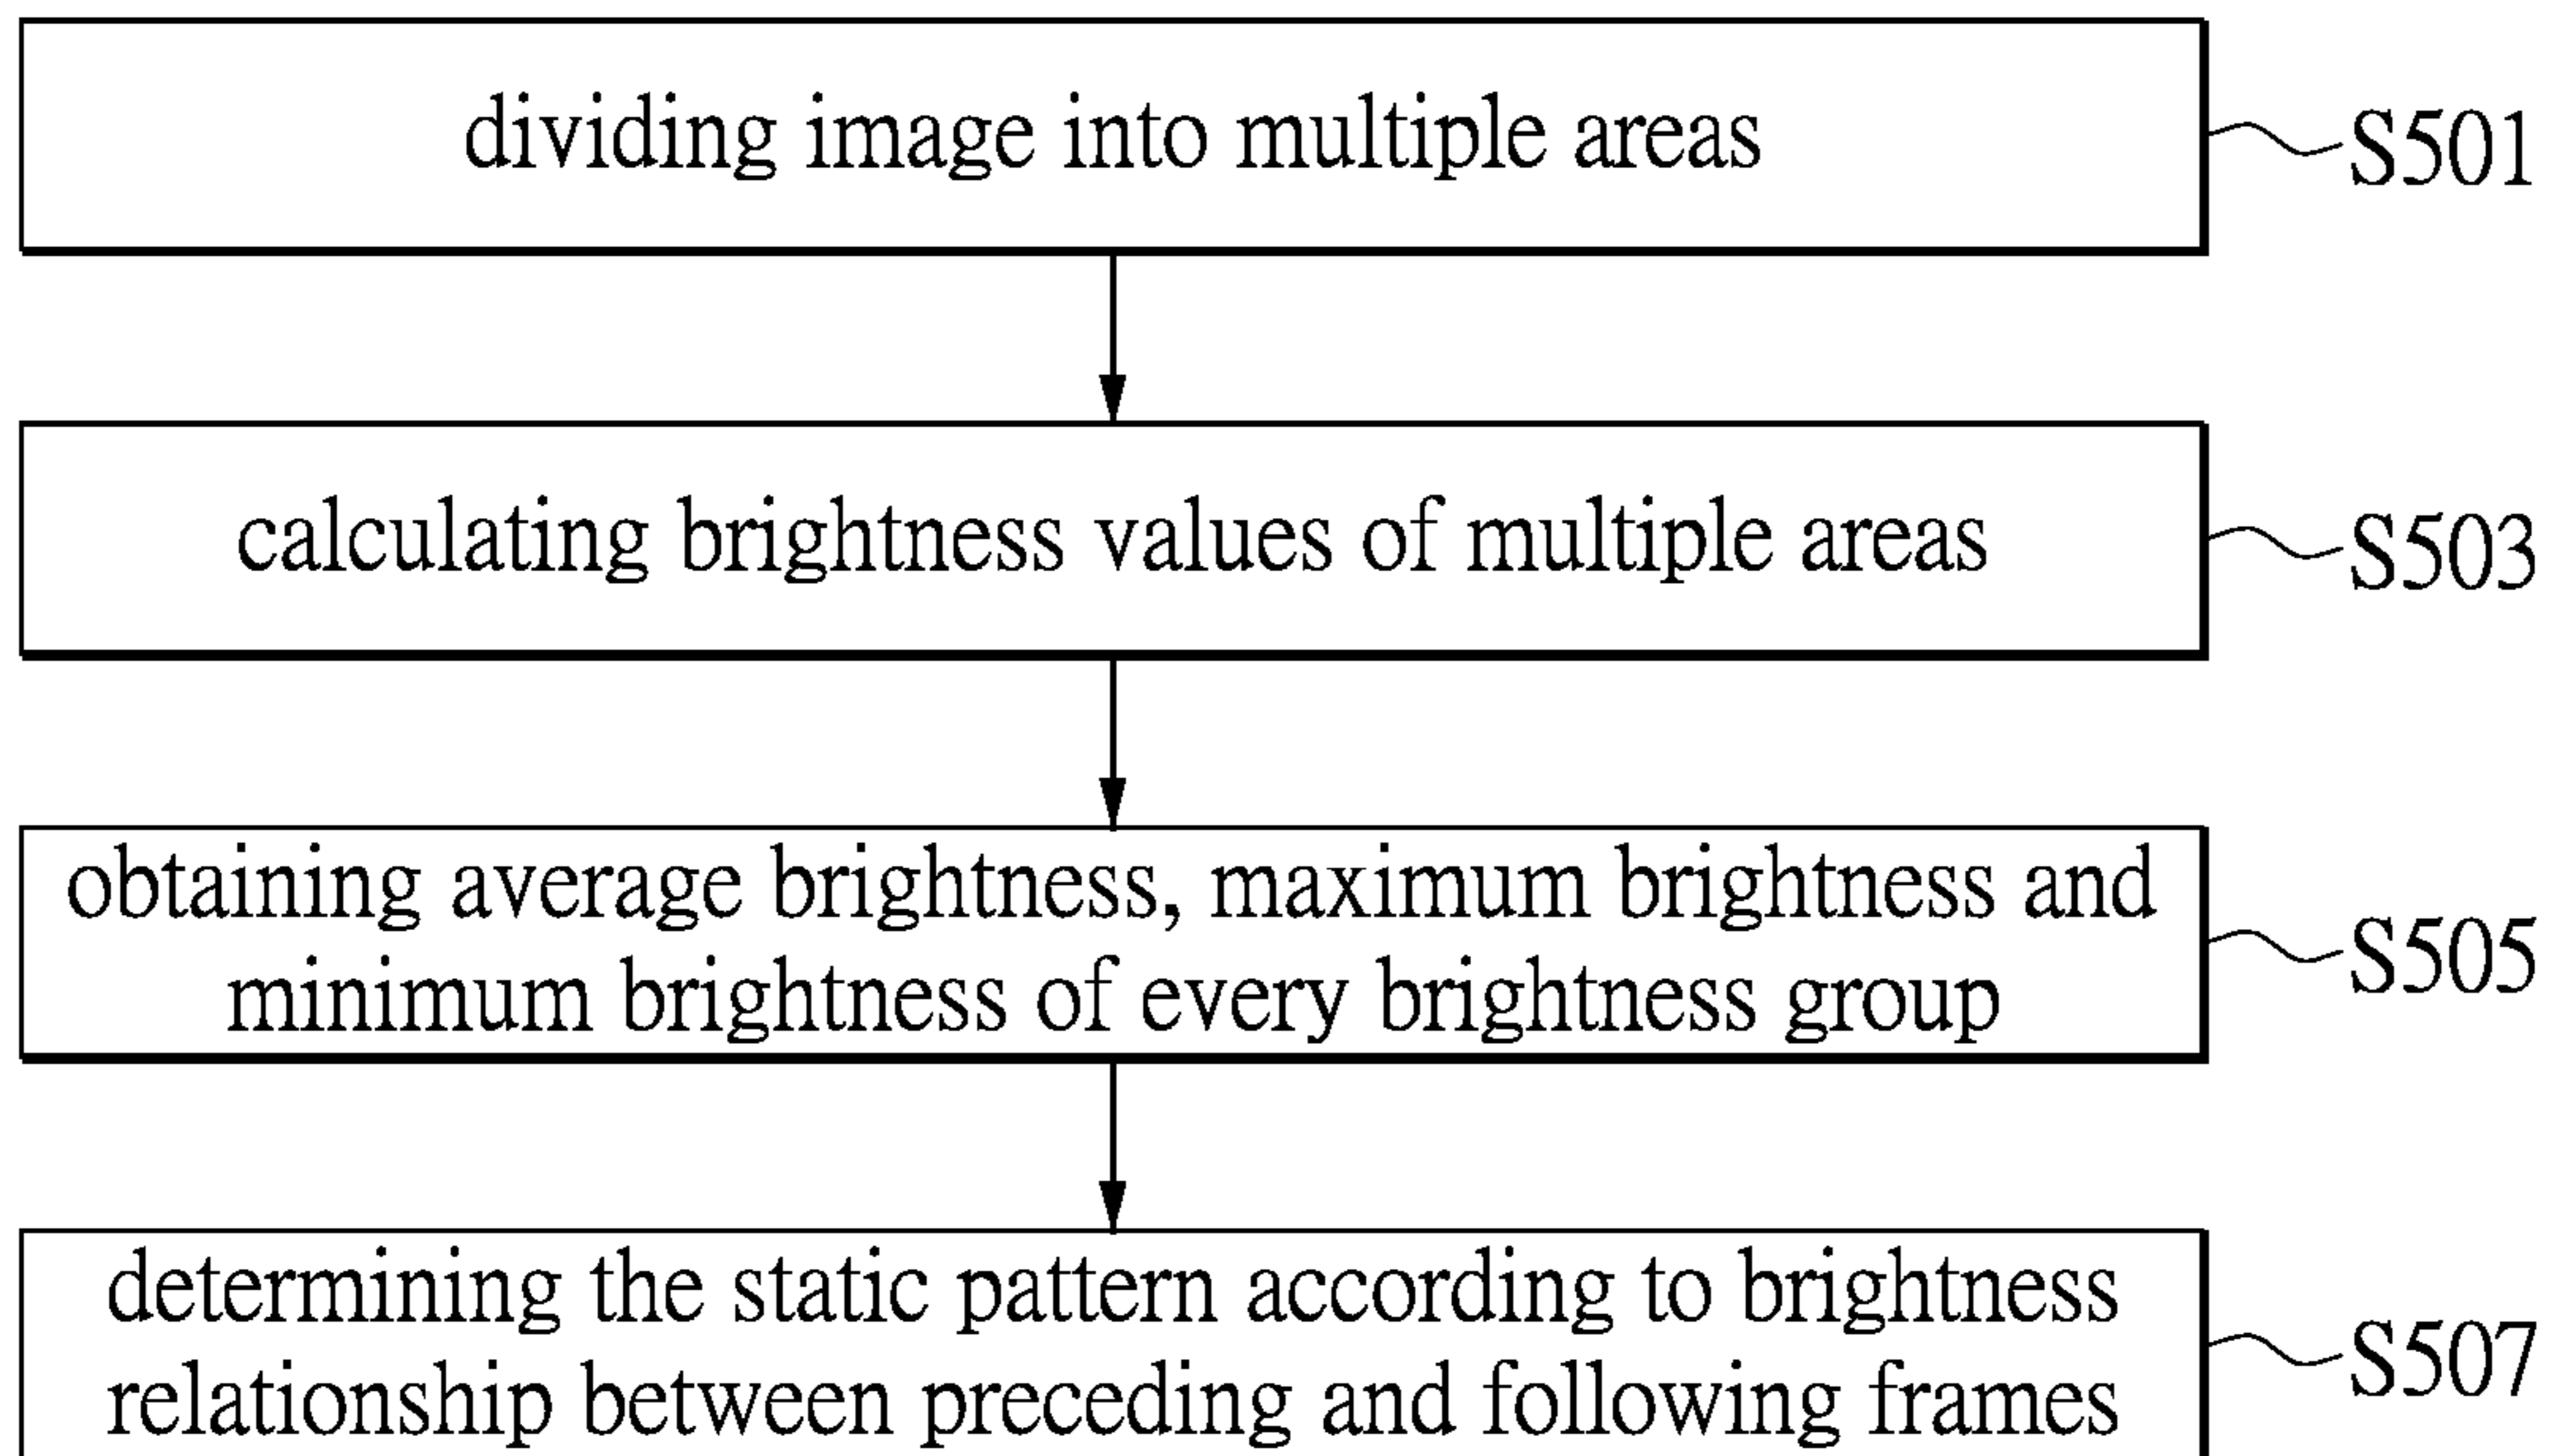 dividing image into multiple areas
S501
calculating brightness values of multiple areas
S503
obtaining average brightness, maximum brightness and
minimum brightness of every brightness group
S505
determining the static pattern according to brightness
relationship between preceding and following frames
S507